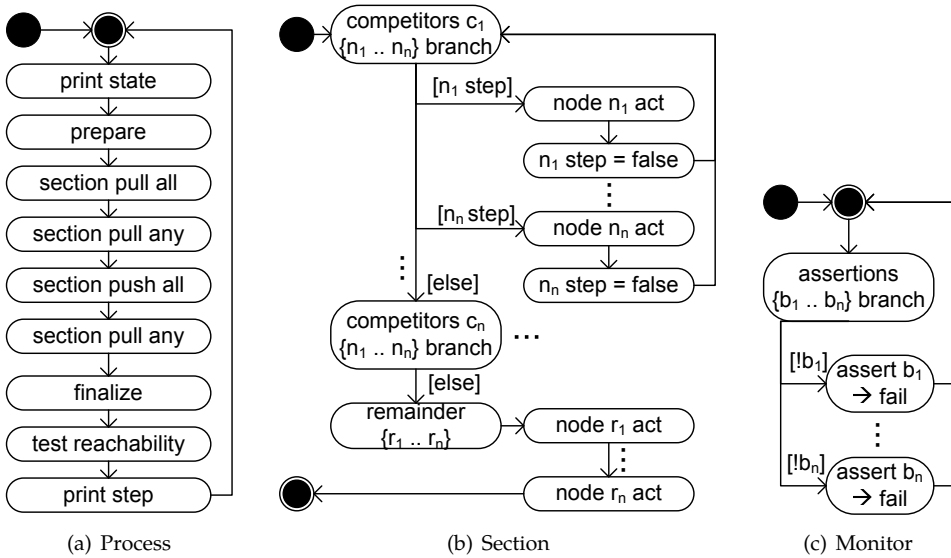 print state
prepare
section pull all
section pull any
section push all
section pull any
finalize
test reachability
print step
(a) Process
competitors c₁
{n₁ .. nₙ} branch
[n₁ step]
node n₁ act
n₁ step = false
⋮
[nₙ step]
node nₙ act
nₙ step = false
⋮
[else]
competitors cₙ
{n₁ .. nₙ} branch
...
[else]
remainder
{r₁ .. rₙ}
node r₁ act
⋮
node rₙ act
(b) Section
assertions
{b₁ .. bₙ} branch
[!b₁]
assert b₁
→ fail
⋮
[!bₙ]
assert bₙ
→ fail
(c) Monitor